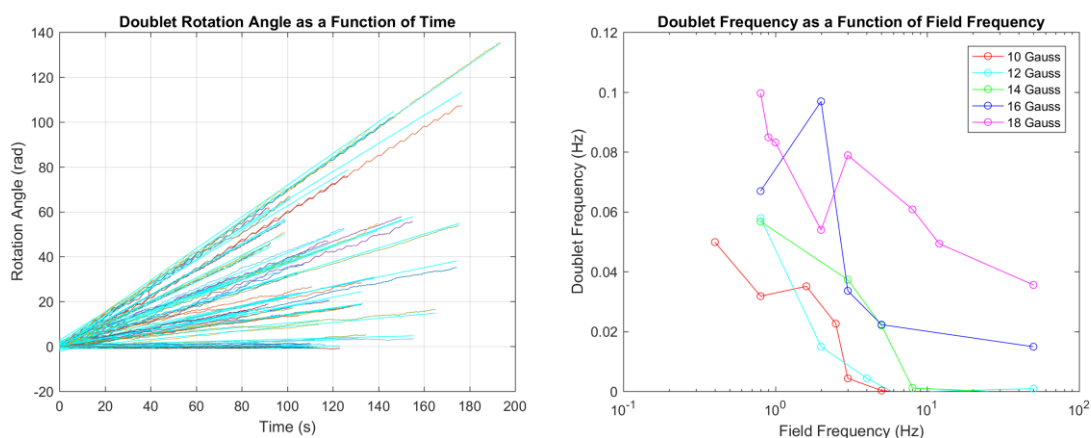 Doublet Rotation Angle as a Function of Time
140
120
100
80
60
40
20
0
-20
0 20 40 60 80 100 120 140 160 180 200
Rotation Angle (rad)
Time (s)
Doublet Frequency as a Function of Field Frequency
0.12
0.1
0.08
0.06
0.04
0.02
0
10-1 100 101 102
Doublet Frequency (Hz)
Field Frequency (Hz)
10 Gauss
12 Gauss
14 Gauss
16 Gauss
18 Gauss